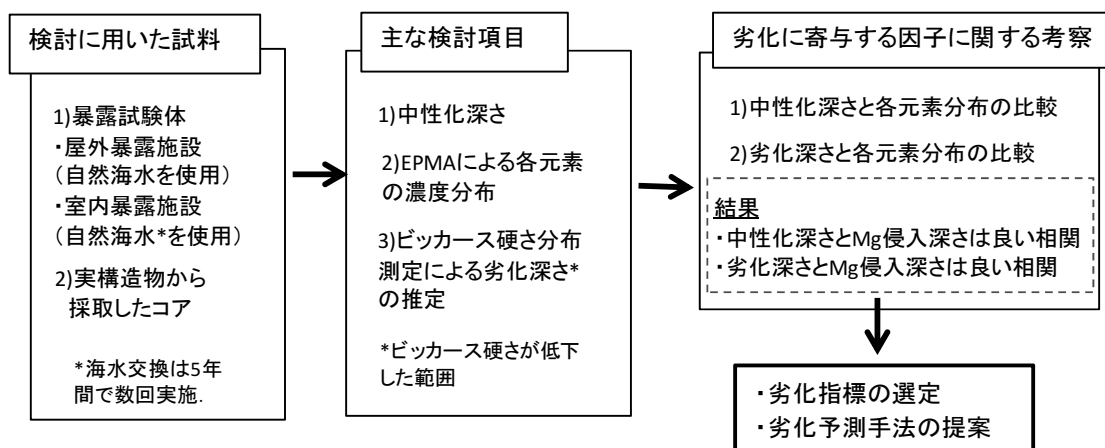 検討に用いた試料
1)暴露試験体
・屋外暴露施設
（自然海水を使用）
・室内暴露施設
（自然海水*を使用）
2)実構造物から
採取したコア
*海水交換は5年
間で数回実施.
主な検討項目
1)中性化深さ
2)EPMAによる各元素
の濃度分布
3)ビッカース硬さ分布
測定による劣化深さ*
の推定
*ビッカース硬さが低下
した範囲
劣化に寄与する因子に関する考察
1)中性化深さと各元素分布の比較
2)劣化深さと各元素分布の比較
結果
・中性化深さとMg侵入深さは良い相関
・劣化深さとMg侵入深さは良い相関
・劣化指標の選定
・劣化予測手法の提案